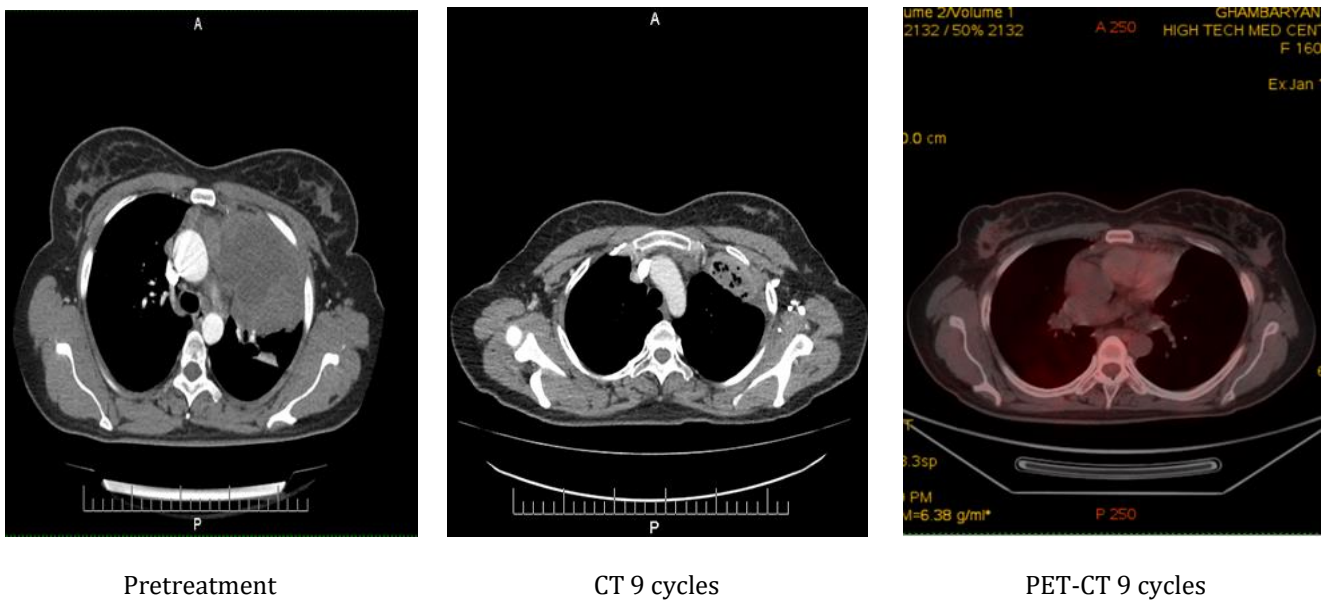 A
P
A
P
ume 2/Volume 1
2132 / 50% 2132
A 250
GHAMBARYAN
HIGH TECH MED CENT
F 160
Ex:Jan
0.0 cm
3.3sp
PM
M=6.38 g/ml*
P 250
Pretreatment
CT 9 cycles
PET-CT 9 cycles